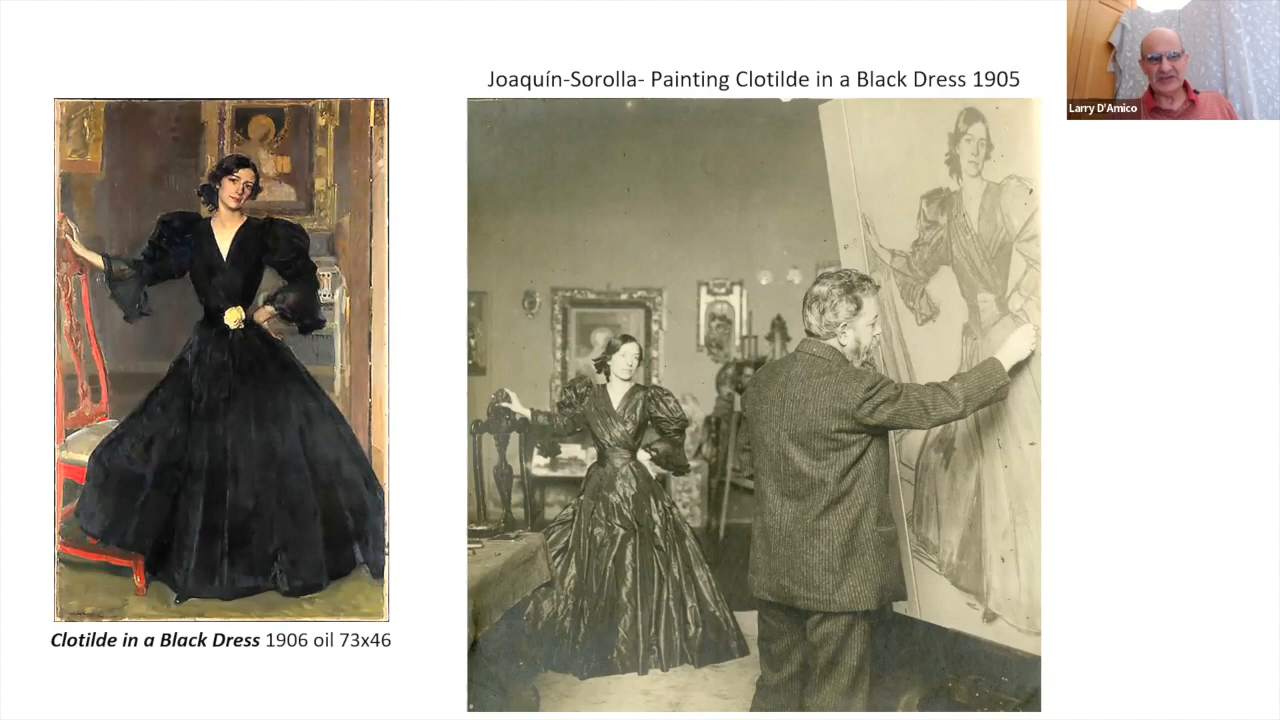 Joaquín-Sorolla- Painting Clotilde in a Black Dress 1905
Larry D'Amico
Clotilde in a Black Dress 1906 oil 73x46